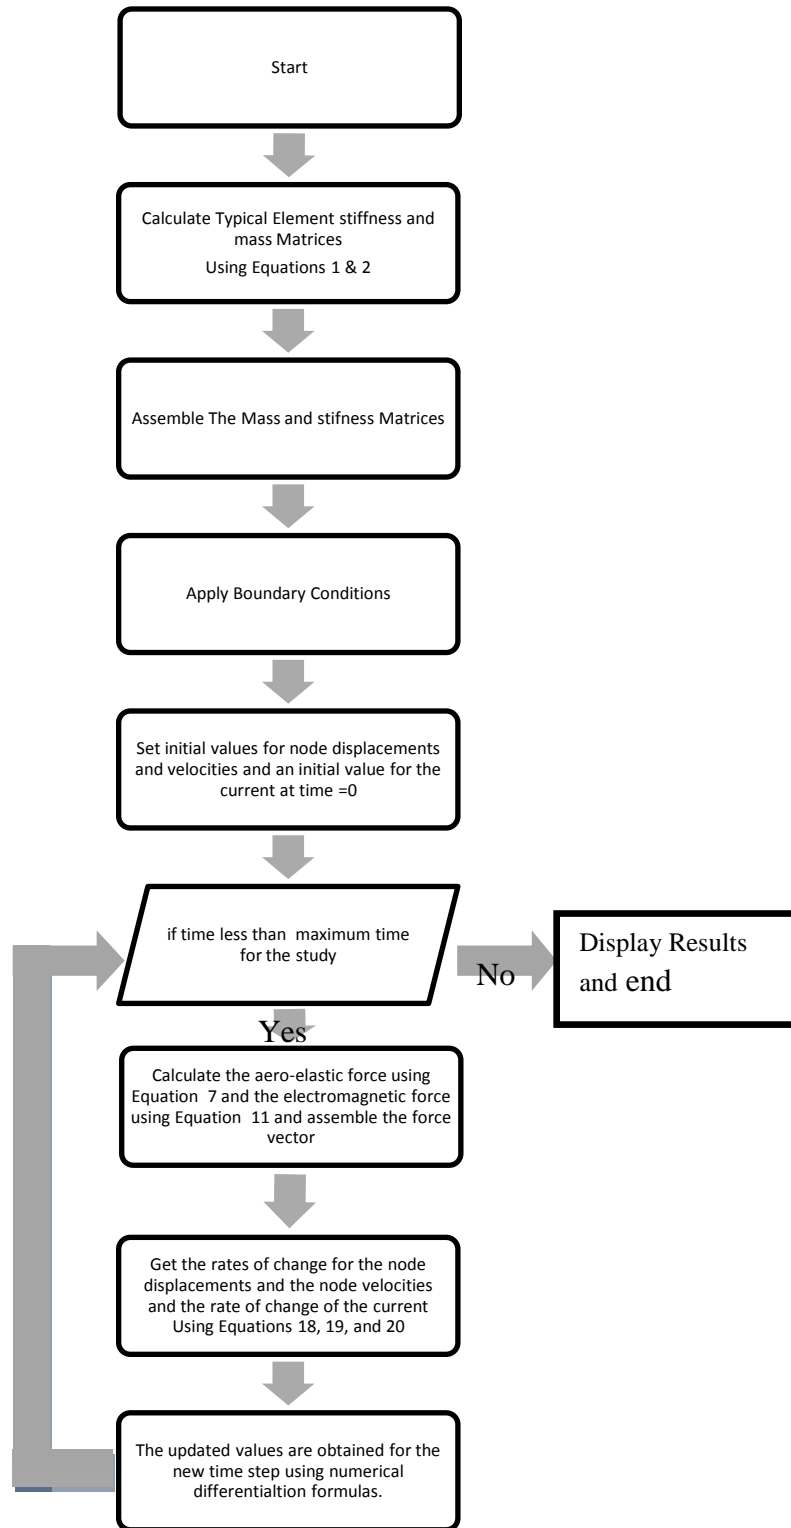 Start
Calculate Typical Element stiffness and
mass Matrices
Using Equations 1 & 2
Assemble The Mass and stifness Matrices
Apply Boundary Conditions
Set initial values for node displacements
and velocities and an initial value for the
current at time =0
if time less than maximum time
for the study
No
Display Results
and end
Yes
Calculate the aero-elastic force using
Equation 7 and the electromagnetic force
using Equation 11 and assemble the force
vector
Get the rates of change for the node
displacements and the node velocities
and the rate of change of the current
Using Equations 18, 19, and 20
The updated values are obtained for the
new time step using numerical
differentialtion formulas.